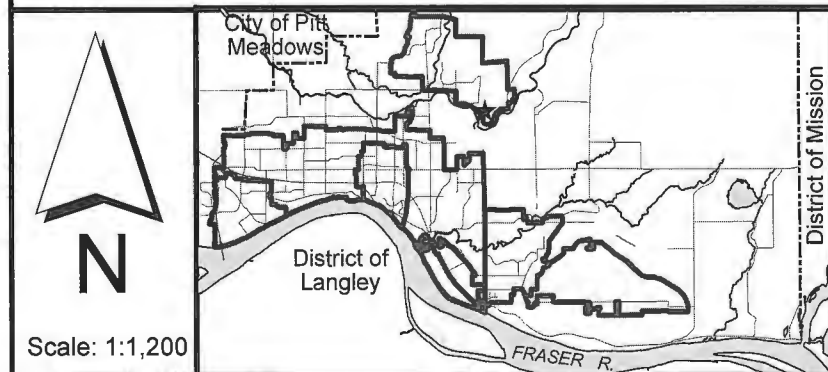 City of Pitt
Meadows
District of Mission
District of
Langley
N
Scale: 1:1,200
FRASER R.